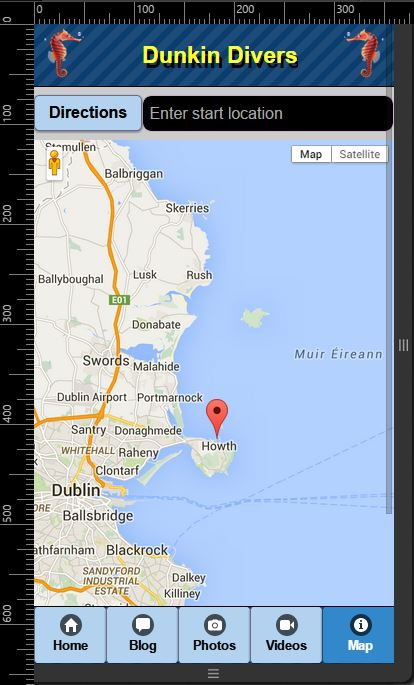 0 100 200 300
Dunkin Divers
Directions Enter start location
Map Satellite
Stamullen
Balbriggan
Skerries
Ballyboughal
Lusk
Rush
E01
Donabate
Muir Éireann
Swords
Malahide
Dublin Airport
Portmarnock
Santry
Donaghmede
Howth
WHITEHALL
Raheny
Clontarf
Dublin
Ballsbridge
Blackrock
SANDYFORD
INDUSTRIAL
ESTATE
Dalkey
Killiney
Home Blog Photos Videos Map
0
100
200
300
400
500
600